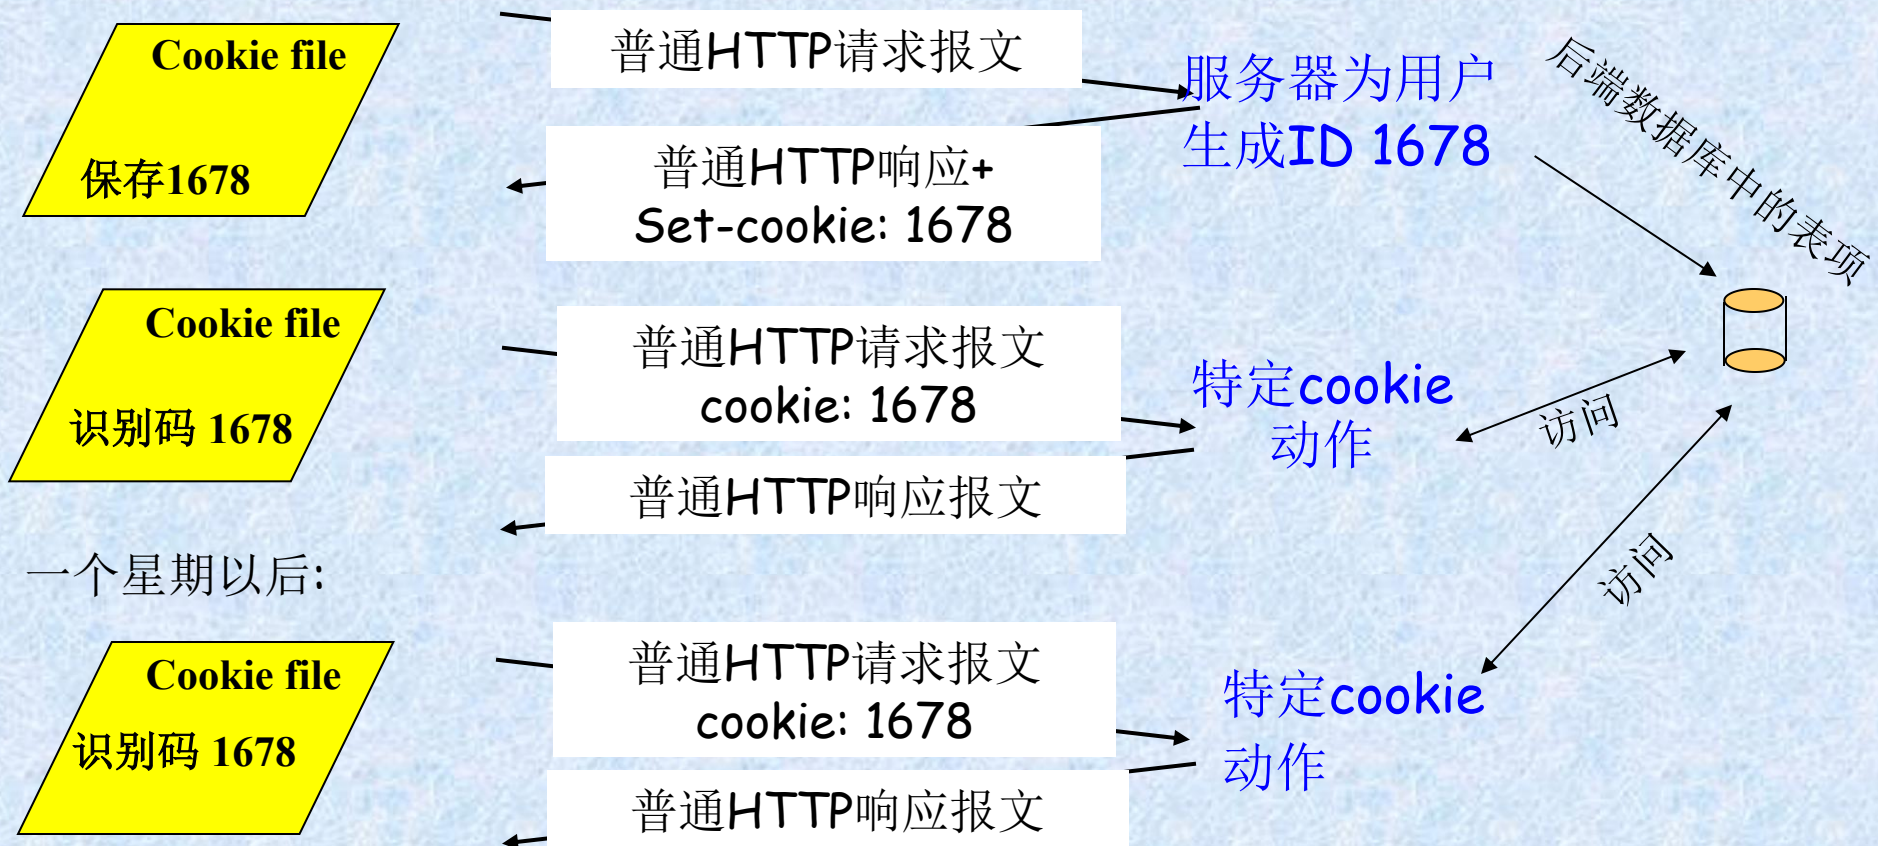 Cookie file
保存1678
普通HTTP请求报文
服务器为用户
生成ID 1678
后端数据库中的表项
普通HTTP响应+
Set-cookie: 1678
Cookie file
识别码 1678
普通HTTP请求报文
cookie: 1678
特定cookie
动作
访问
普通HTTP响应报文
一个星期以后:
访问
Cookie file
识别码 1678
普通HTTP请求报文
cookie: 1678
特定cookie
动作
普通HTTP响应报文